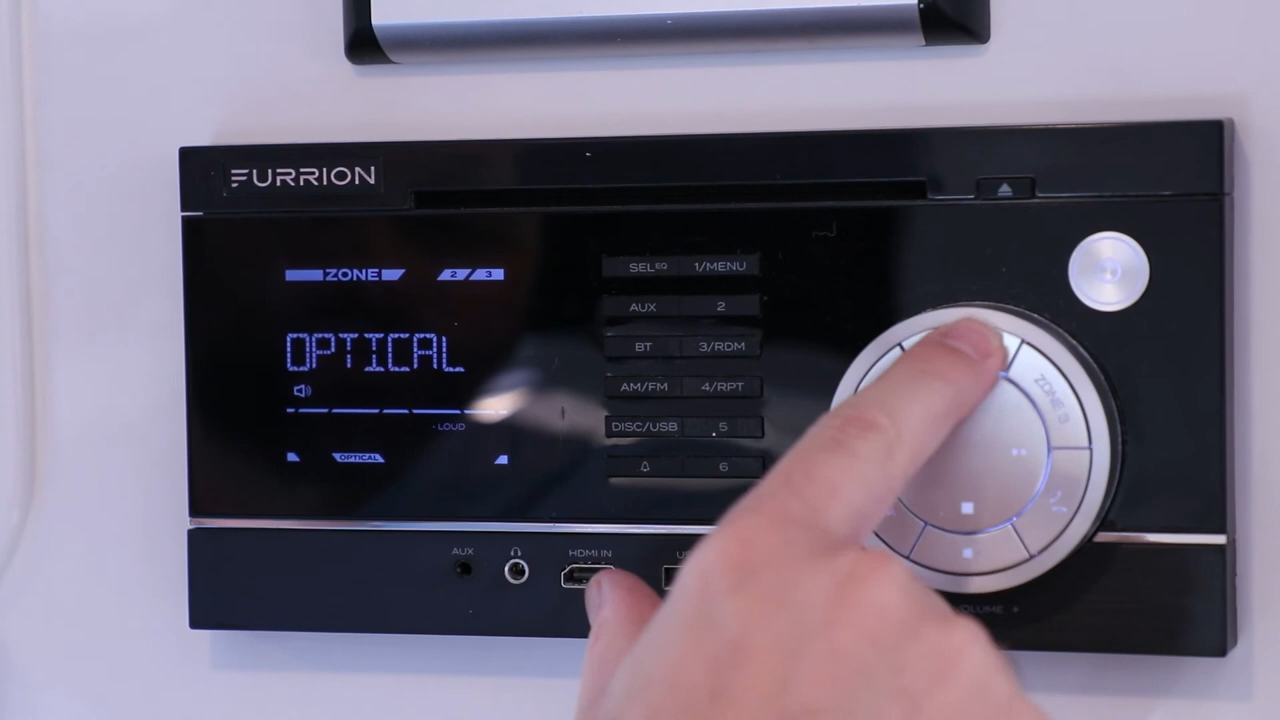 FURRION
ZONE 2 3
OPTICAL
LOUD
OPTICAL
SEL EQ 1/MENU
AUX 2
BT 3/RDM
AM/FM 4/RPT
DISC/USB 5
6
ZONE 3
AUX
HDMI IN
VOLUME +